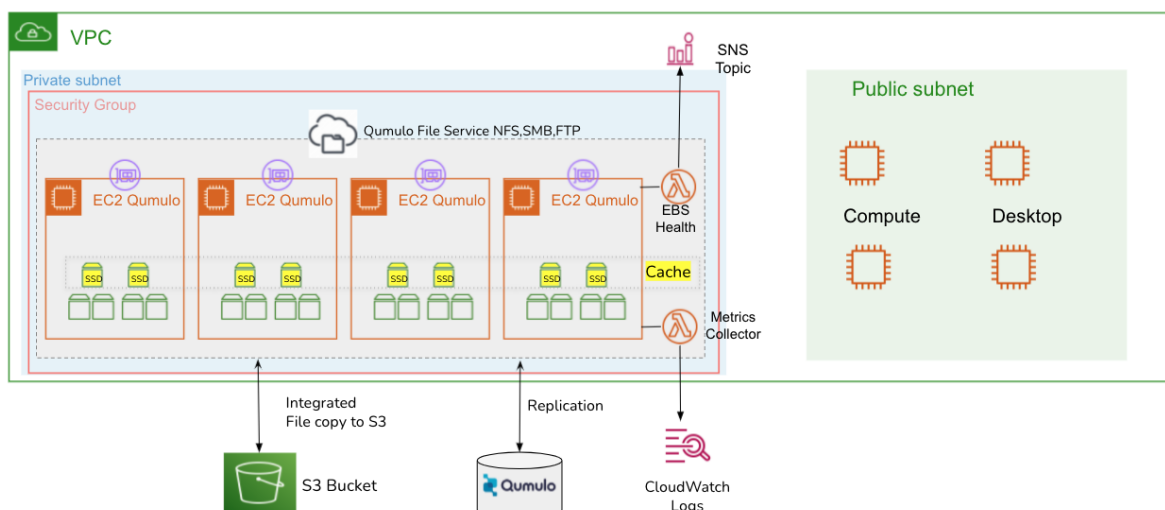 VPC
SNS
Topic
Private subnet
Security Group
Public subnet
Qumulo File Service NFS,SMB,FTP
EC2 Qumulo
EC2 Qumulo
EC2 Qumulo
EC2 Qumulo
EBS
Health
Compute
Desktop
SSD
SSD
SSD
SSD
SSD
SSD
SSD
SSD
Cache
Metrics
Collector
Integrated
File copy to S3
Replication
S3 Bucket
Qumulo
CloudWatch
Logs